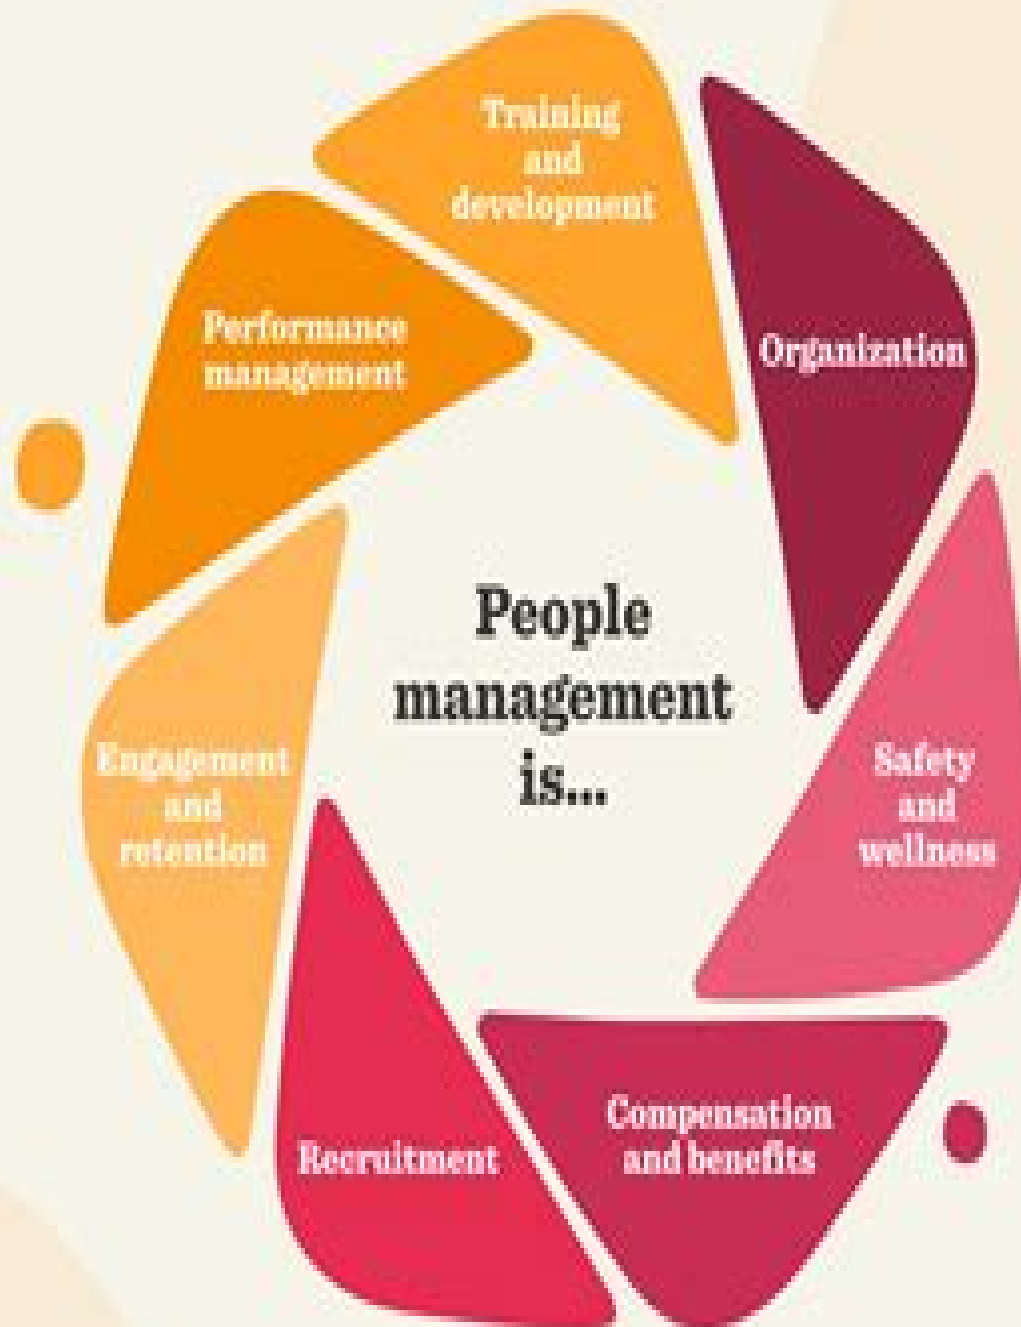 Training
and
development
Organization
Performance
management
People
management
is...
Engagement
and
retention
Safety
and
wellness
Recruitment
Compensation
and benefits